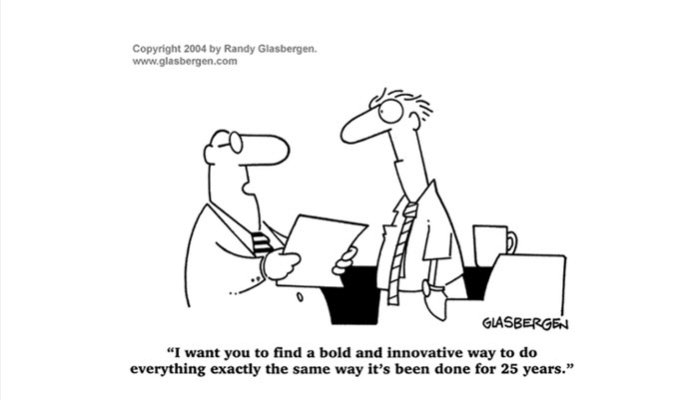 Copyright 2004 by Randy Glasbergen.
www.glasbergen.com
GLASBERGEN
“I want you to find a bold and innovative way to do
everything exactly the same way it’s been done for 25 years.”